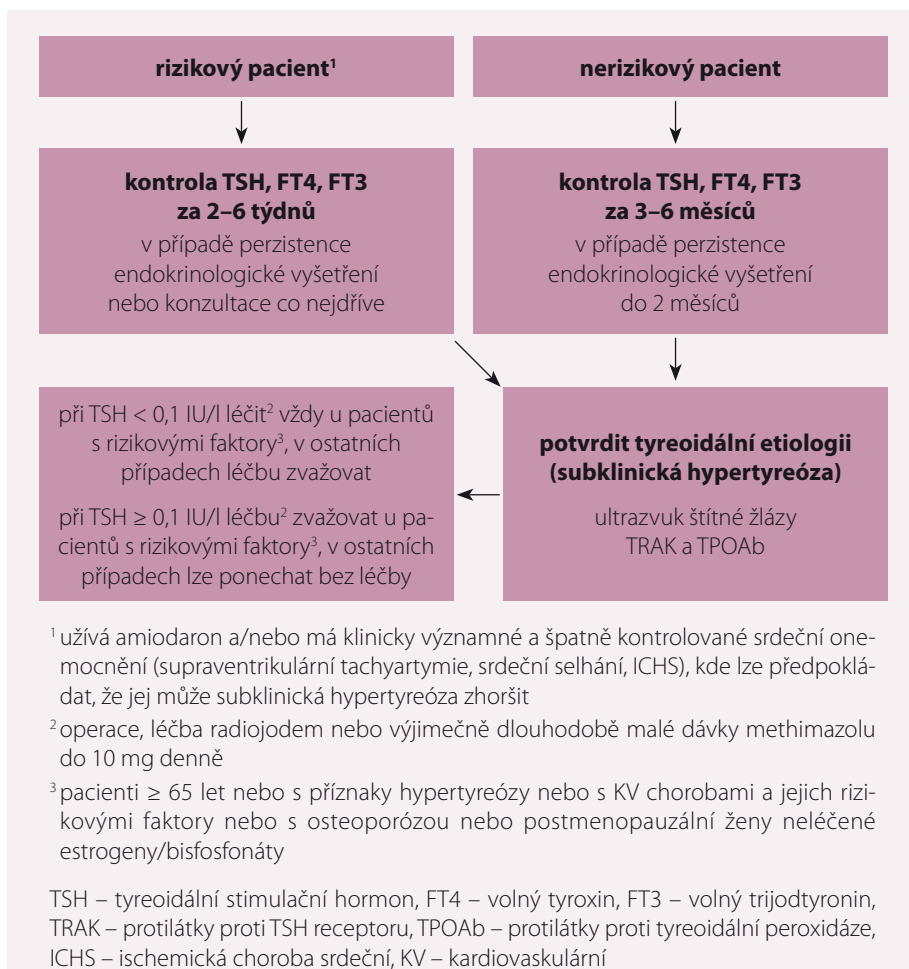 rizikový pacient¹
nerizikový pacient
kontrola TSH, FT4, FT3
za 2–6 týdnů
v případě perzistence
endokrinologické vyšetření
nebo konzultace co nejdříve
kontrola TSH, FT4, FT3
za 3–6 měsíců
v případě perzistence
endokrinologické vyšetření
do 2 měsíců
při TSH < 0,1 IU/l léčit² vždy u pacientů
s rizikovými faktory³, v ostatních
případech léčbu zvažovat
při TSH ≥ 0,1 IU/l léčbu² zvažovat u pa-
cientů s rizikovými faktory³, v ostatních
případech lze ponechat bez léčby
potvrdit tyreoidální etiologii
(subklinická hypertyreóza)
ultrazvuk štítné žlázy
TRAK a TPOAb
¹ užívá amiodaron a/nebo má klinicky významné a špatně kontrolované srdeční one-
mocnění (supraventrikulární tachyartymie, srdeční selhání, ICHS), kde lze předpoklá-
dat, že jej může subklinická hypertyreóza zhoršit
² operace, léčba radiojodem nebo výjimečně dlouhodobě malé dávky methimazolu
do 10 mg denně
³ pacienti ≥ 65 let nebo s příznaky hypertyreózy nebo s KV chorobami a jejich rizi-
kovými faktory nebo s osteoporózou nebo postmenopauzální ženy neléčené
estrogeny/bisfosfonáty
TSH – tyreoidální stimulační hormon, FT4 – volný tyroxin, FT3 – volný trijodtyronin,
TRAK – protilátky proti TSH receptoru, TPOAb – protilátky proti tyreoidální peroxidáze,
ICHS – ischemická choroba srdeční, KV – kardiovaskulární